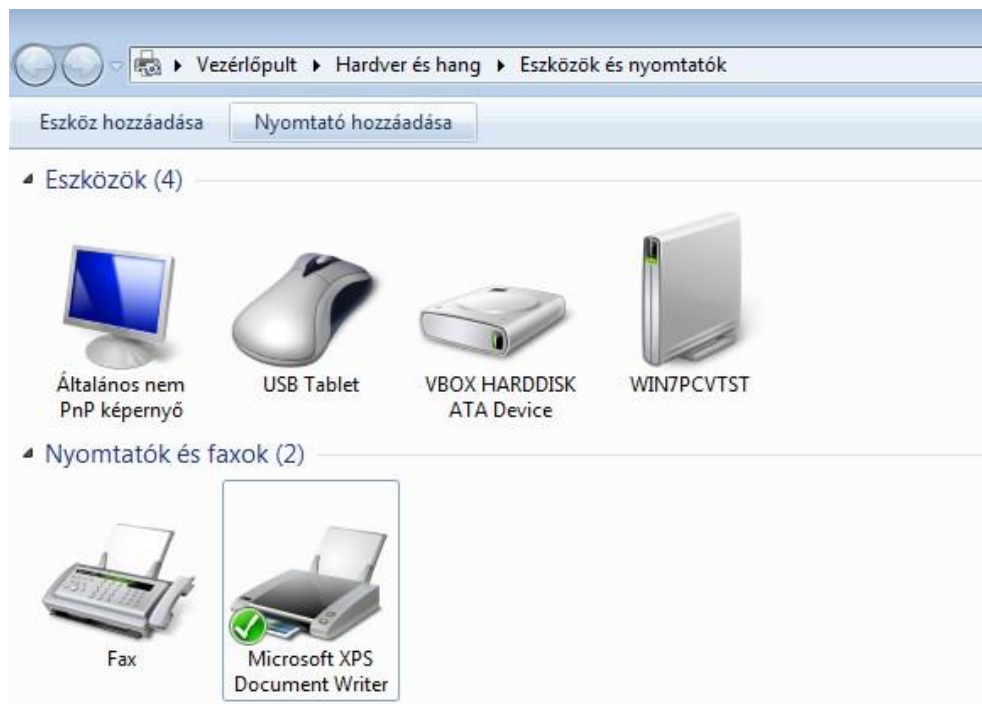 Vezérlőpult ▸ Hardver és hang ▸ Eszközök és nyomtatók
Eszköz hozzáadása Nyomtató hozzáadása
Eszközök (4)
Általános nem PnP képernyő
USB Tablet
VBOX HARDDISK ATA Device
WIN7PCVTST
Nyomtatók és faxok (2)
Fax
Microsoft XPS Document Writer